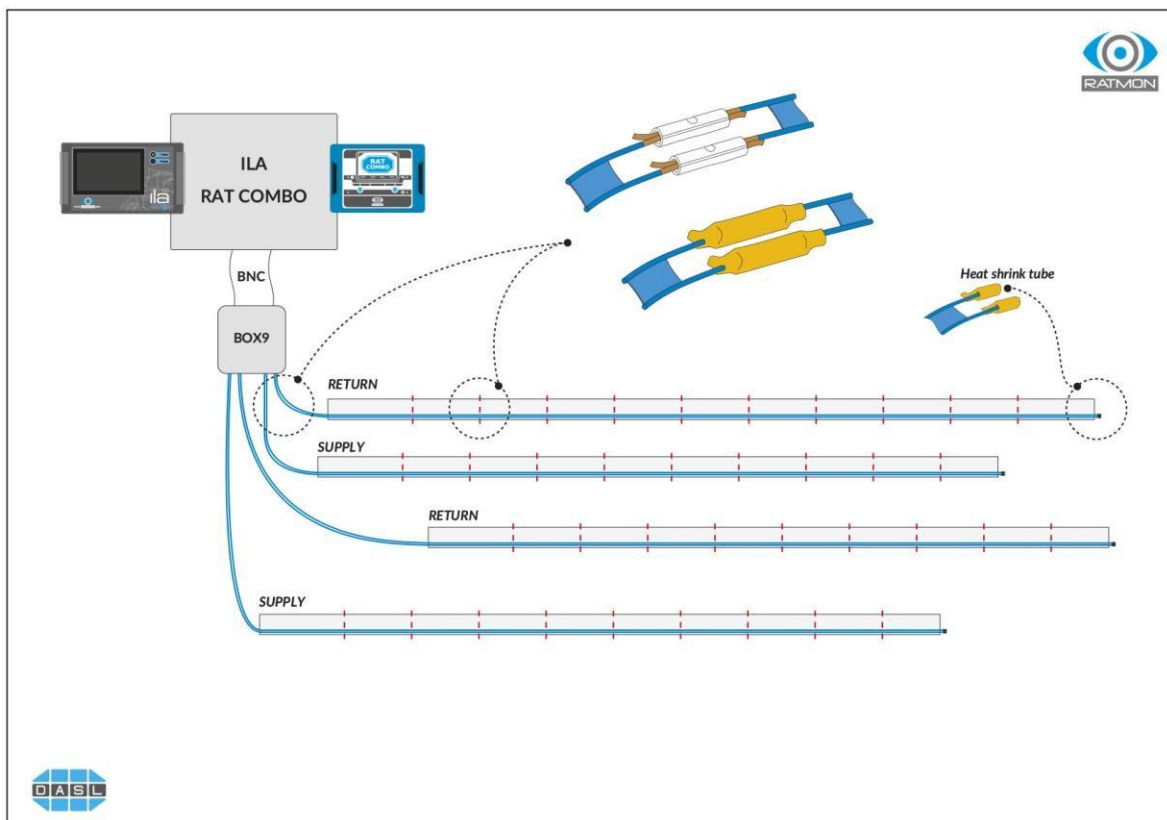 RATMON
ILA
RAT COMBO
ila
RAT
COMBO
BNC
BOX9
Heat shrink tube
RETURN
SUPPLY
RETURN
SUPPLY
DASL